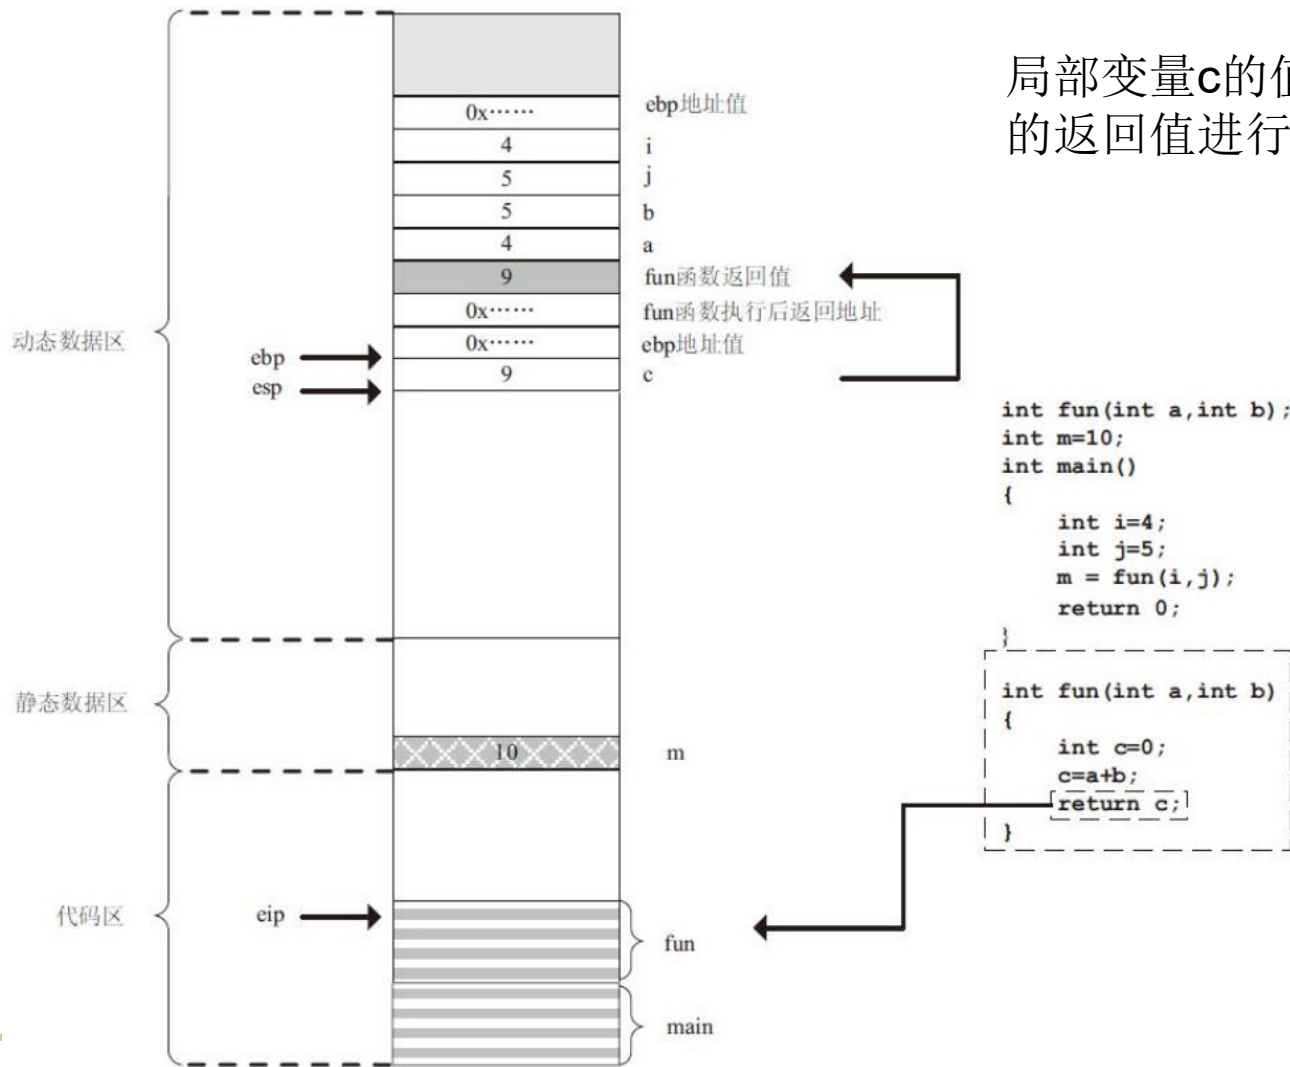 局部变量c的值
的返回值进行
0x…… ebp地址值
4 i
5 j
5 b
4 a
9 fun函数返回值
0x…… fun函数执行后返回地址
动态数据区
0x…… ebp地址值
ebp
9 c
esp
int fun(int a,int b);
int m=10;
int main()
{
int i=4;
int j=5;
m = fun(i,j);
return 0;
}
int fun(int a,int b)
{
int c=0;
c=a+b;
return c;
}
静态数据区
10 m
代码区
eip
fun
main